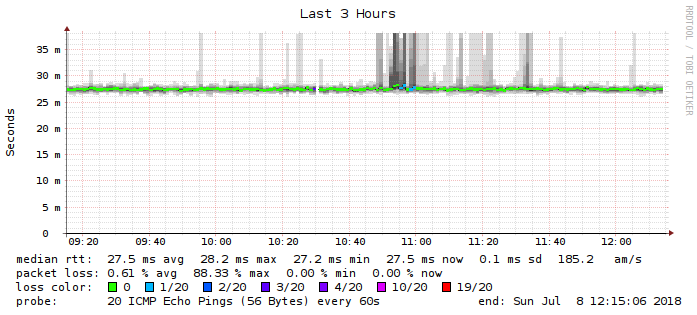 Last 3 Hours
RRDTOOL / TOBI OETIKER
Seconds
35 m
30 m
25 m
20 m
15 m
10 m
5 m
0
09:20 09:40 10:00 10:20 10:40 11:00 11:20 11:40 12:00
median rtt: 27.5 ms avg 28.2 ms max 27.2 ms min 27.5 ms now 0.1 ms sd 185.2 am/s
packet loss: 0.61 % avg 88.33 % max 0.00 % min 0.00 % now
loss color: 0 1/20 2/20 3/20 4/20 10/20 19/20
probe: 20 ICMP Echo Pings (56 Bytes) every 60s end: Sun Jul 8 12:15:06 2018